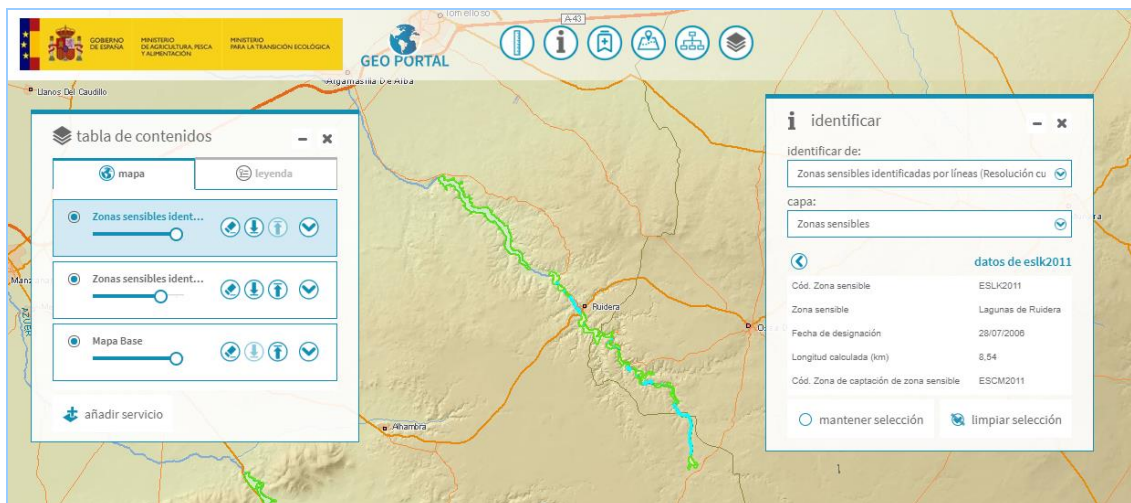 Tomelloso
A-43
GOBIERNO
DE ESPAÑA
MINISTERIO
DE AGRICULTURA, PESCA
Y ALIMENTACIÓN
MINISTERIO
PARA LA TRANSICIÓN ECOLÓGICA
GEO PORTAL
Argamasilla De Alba
Llanos Del Caudillo
tabla de contenidos
mapa
leyenda
Zonas sensibles ident...
Zonas sensibles ident...
Mapa Base
añadir servicio
AZUER
Ruidera
Alhambra
identificar
identificar de:
Zonas sensibles identificadas por líneas (Resolución cu
capa:
Zonas sensibles
datos de eslk2011
Cód. Zona sensible ESLK2011
Zona sensible Lagunas de Ruidera
Fecha de designación 28/07/2006
Longitud calculada (km) 8,54
Cód. Zona de captación de zona sensible ESCM2011
mantener selección
limpiar selección